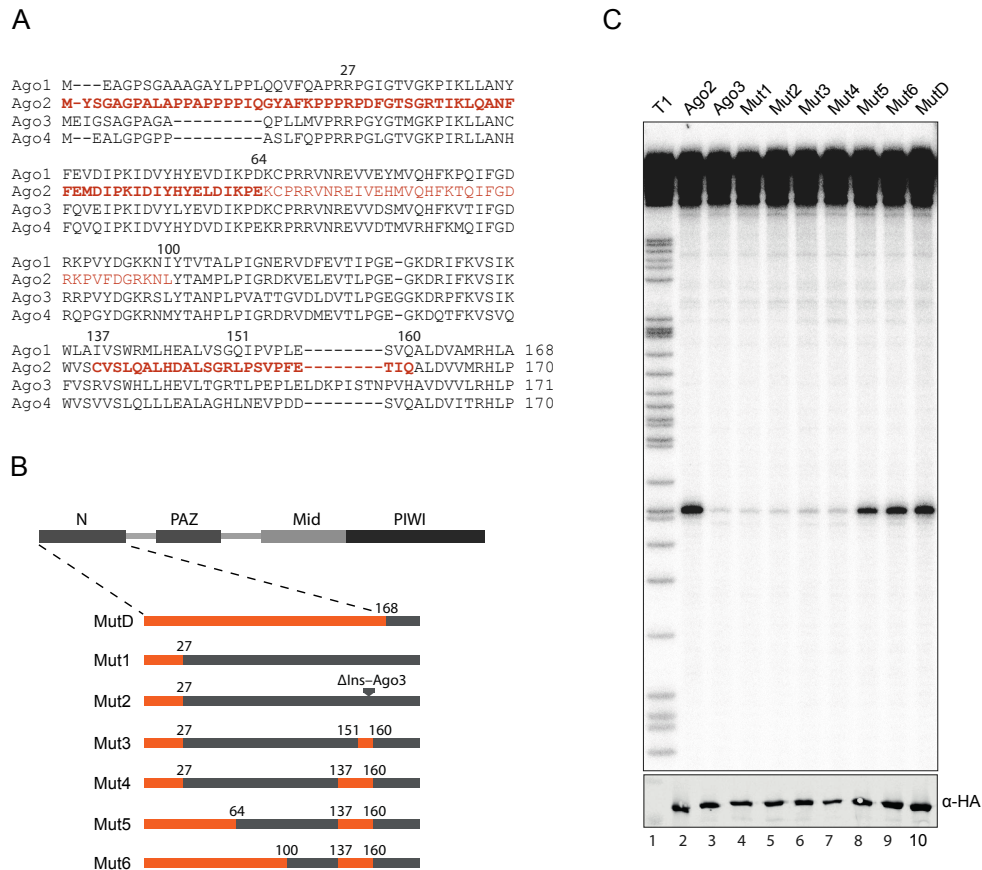 A
27
Ago1 M---EAGPSGAAAGAYLPPLQQVFQAPRRPGIGTVGKPIKLLANY
Ago2 M-YSGAGPALAPPAPPPPIQGYAFKPPPRPDFGTSGRTIKLQANF
Ago3 MEIGSAGPAGA---------QPLLMVPRRPGYGTMGKPIKLLANC
Ago4 M--EALGPGPP---------ASLFQPPRRPGLGTVGKPIRLLANH
64
Ago1 FEVDIPKIDVYHYEVDIKPDKCPRRVNREVVEYMVQHFKPQIFGD
Ago2 FEMDIPKIDIYHYELDIKPEKCPRRVNREIVEHMVQHFKTQIFGD
Ago3 FQVEIPKIDVYLYEVDIKPDKCPRRVNREVVDSMVQHFKVTIFGD
Ago4 FQVQIPKIDVYHYDVDIKPEKRPRRVNREVVDTMVRHFKMQIFGD
100
Ago1 RKPVYDGKKNIYTVTALPIGNERVDFEVTIPGE-GKDRIFKVSIK
Ago2 RKPVFDGRKNLYTAMPLPIGRDKVELEVTLPGE-GKDRIFKVSIK
Ago3 RRPVYDGKRSLYTANPLPVATTGVDLDVTLPGEGGKDRPFKVSIK
Ago4 RQPGYDGKRNMYTAHPLPIGRDRVDMEVTLPGE-GKDQTFKVSVQ
137 151 160
Ago1 WLAIVSWRMLHEALVSGQIPVPLE--------SVQALDVAMRHLA 168
Ago2 WVSCVSLQALHDALSGRLPSVPFE--------TIQALDVVMRHLP 170
Ago3 FVSRVSWHLLHEVLTGRTLPEPLELDKPISTNPVHAVDVVLRHLP 171
Ago4 WVSVVSLQLLLEALAGHLNEVPDD--------SVQALDVITRHLP 170
B
N PAZ Mid PIWI
168
MutD
27
Mut1
27 ΔIns–Ago3
Mut2
27 151 160
Mut3
27 137 160
Mut4
64 137 160
Mut5
100 137 160
Mut6
C
T1 Ago2 Ago3 Mut1 Mut2 Mut3 Mut4 Mut5 Mut6 MutD
α-HA
1 2 3 4 5 6 7 8 9 10